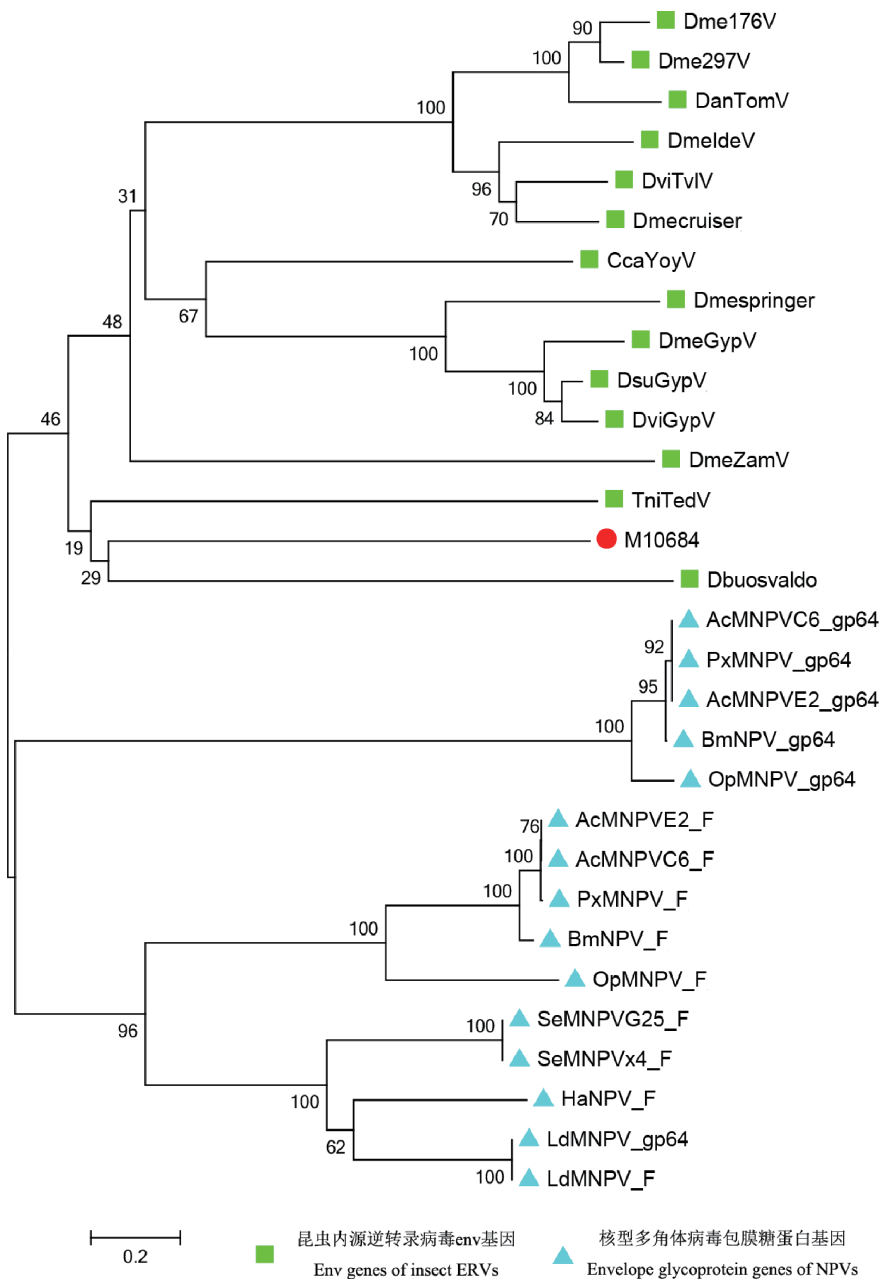 90
Dme176V
Dme297V
100
DanTomV
100
DmeIdeV
96
DviTvIV
70
Dmecruiser
31
CcaYoyV
67
Dmespringer
48
DmeGypV
100
100
DsuGypV
84
DviGypV
46
DmeZamV
TniTedV
19
M10684
29
Dbuosvaldo
AcMNPVC6_gp64
92
PxMNPV_gp64
95
AcMNPVE2_gp64
100
BmNPV_gp64
OpMNPV_gp64
76
AcMNPVE2_F
100
AcMNPVC6_F
100
PxMNPV_F
100
BmNPV_F
OpMNPV_F
96
100
SeMNPVG25_F
SeMNPVx4_F
100
HaNPV_F
62
LdMNPV_gp64
100
LdMNPV_F
0.2
昆虫内源逆转录病毒env基因
Env genes of insect ERVs
核型多角体病毒包膜糖蛋白基因
Envelope glycoprotein genes of NPVs